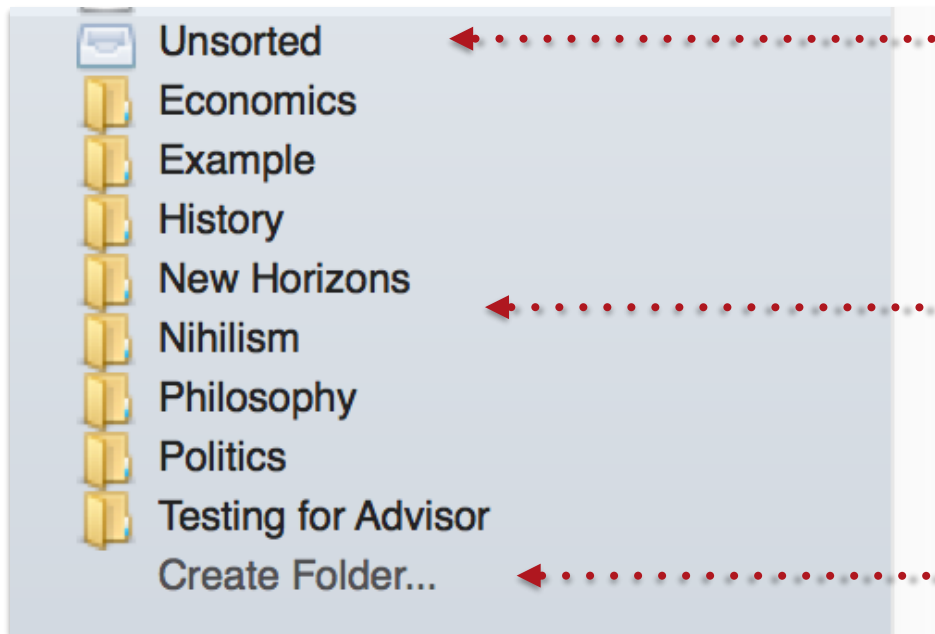 Unsorted
Economics
Example
History
New Horizons
Nihilism
Philosophy
Politics
Testing for Advisor
Create Folder...